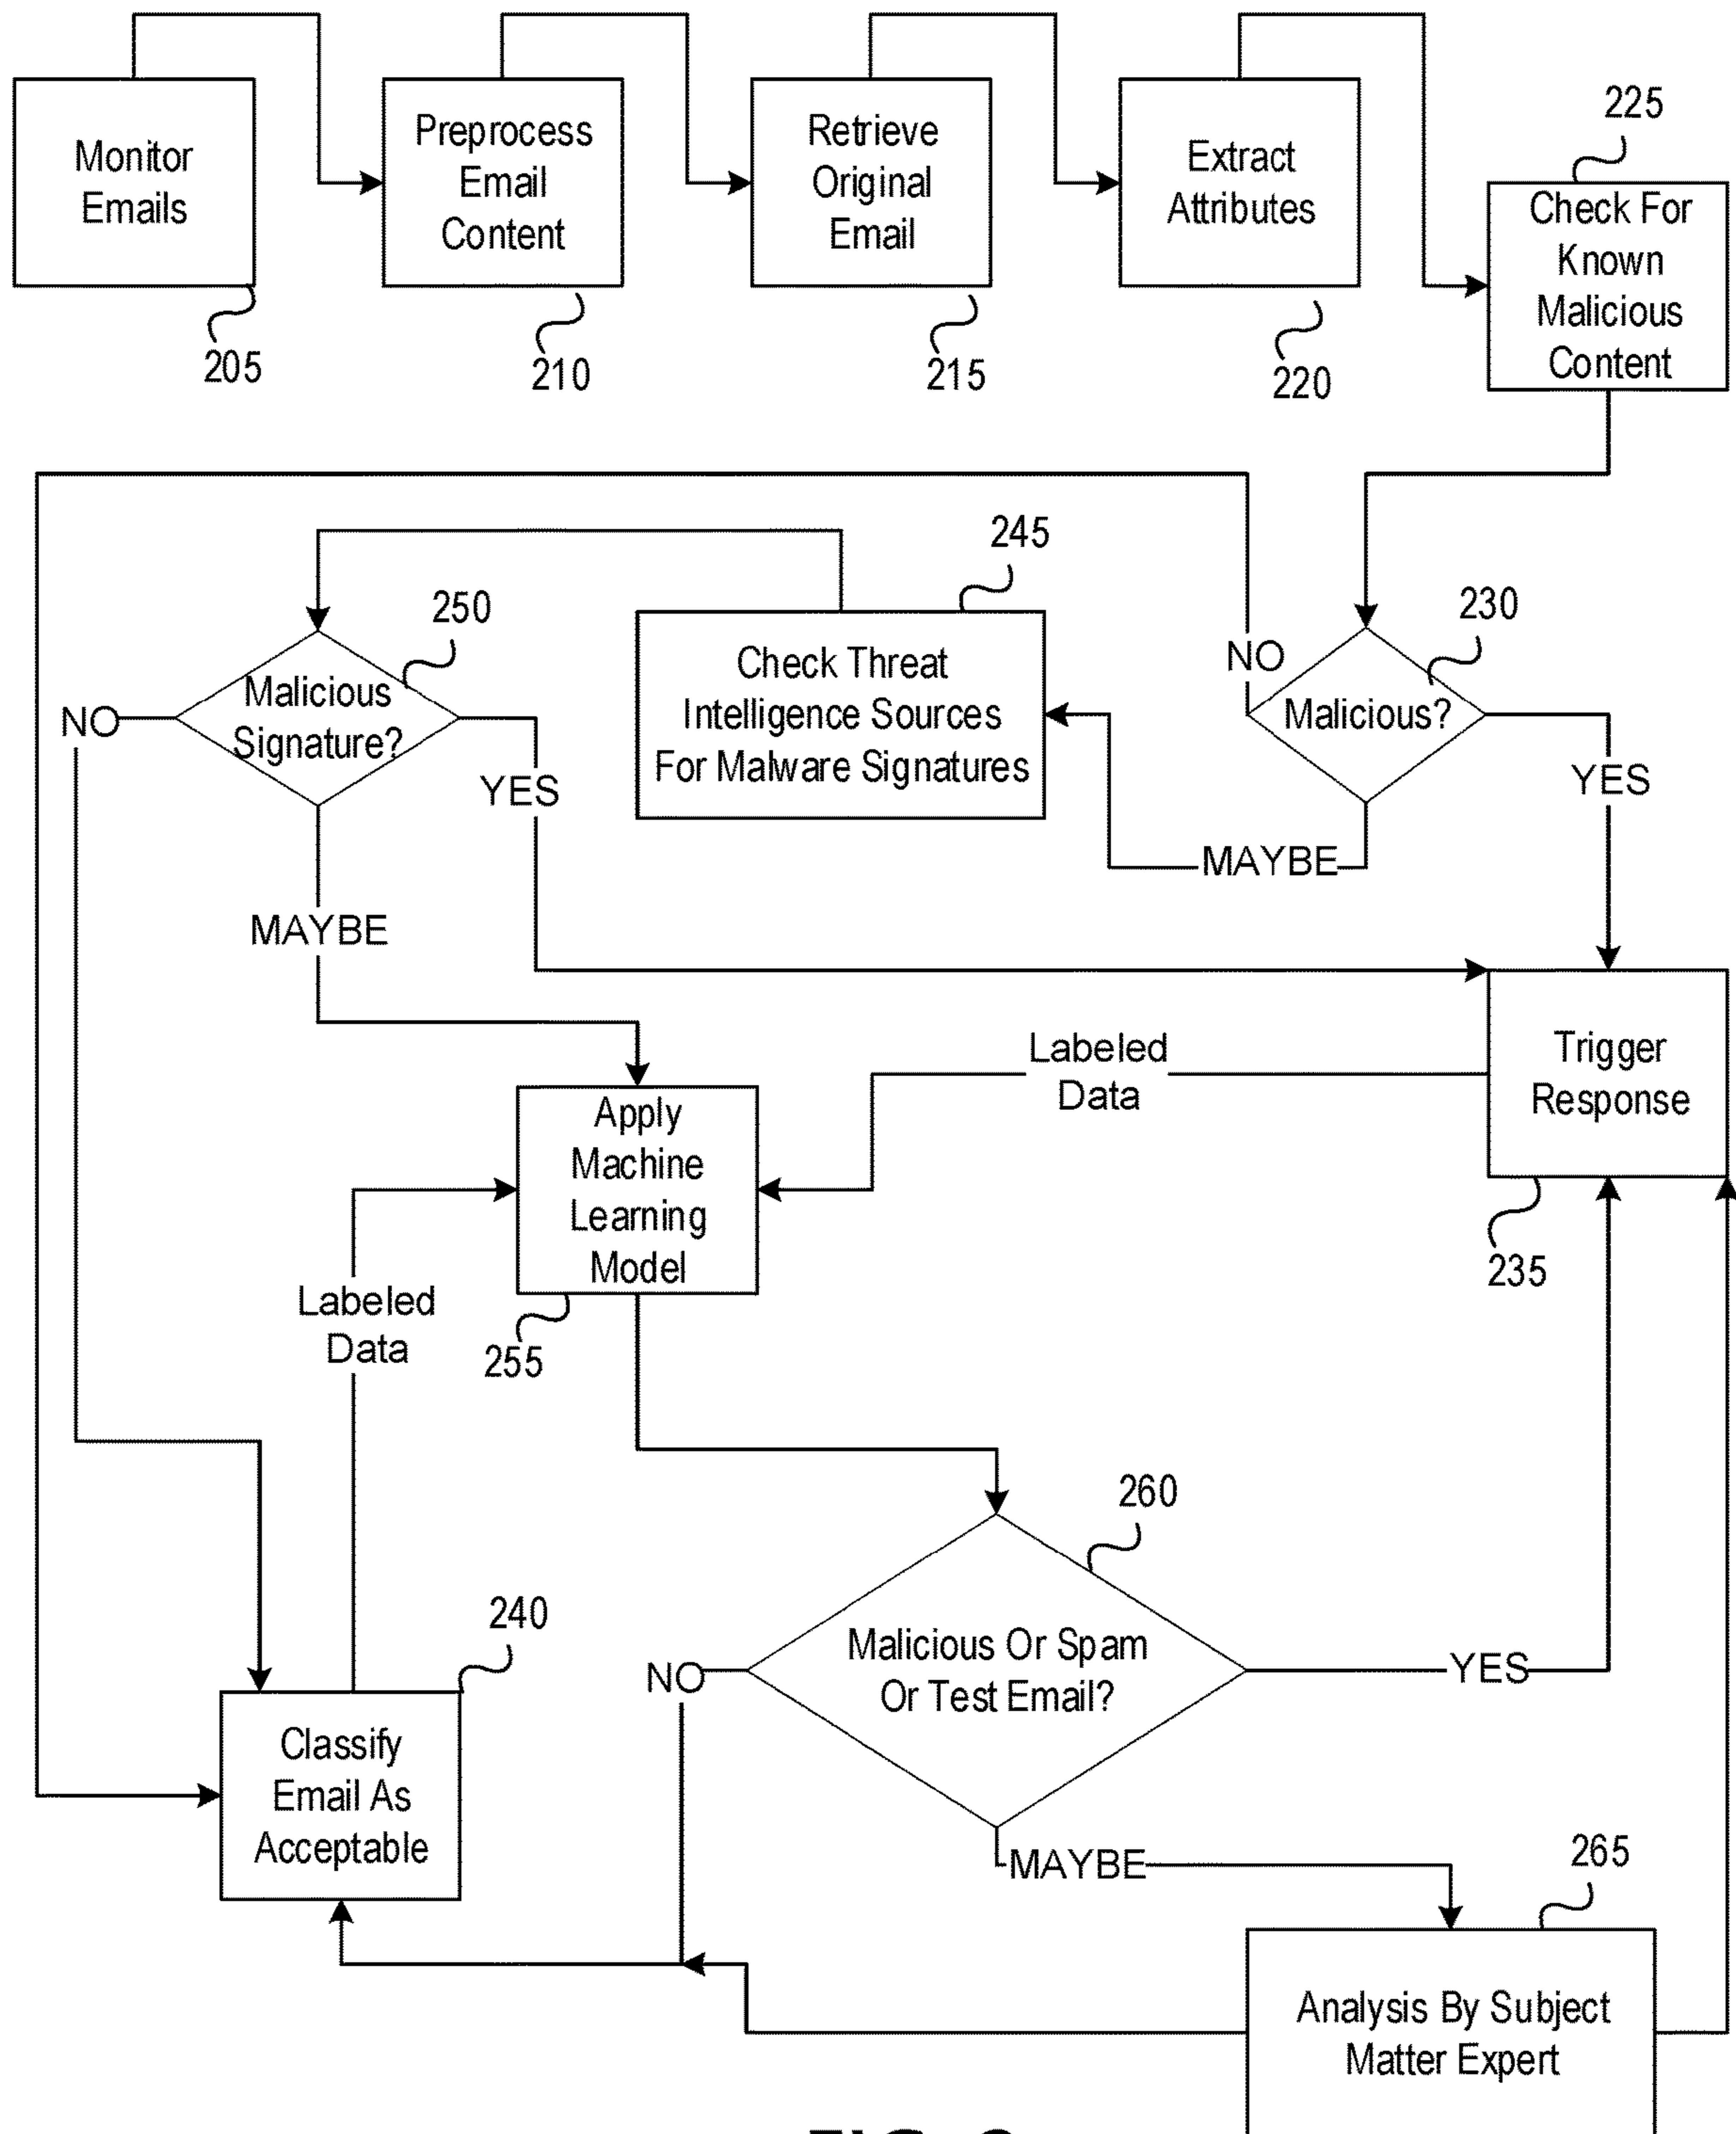 Monitor
Emails
205
Preprocess
Email
Content
210
Retrieve
Original
Email
215
Extract
Attributes
220
225
Check For
Known
Malicious
Content
230
Malicious?
NO
YES
MAYBE
245
Check Threat
Intelligence Sources
For Malware Signatures
250
Malicious
Signature?
NO
YES
MAYBE
Trigger
Response
235
Labeled
Data
Apply
Machine
Learning
Model
255
Labeled
Data
260
Malicious Or Spam
Or Test Email?
NO
YES
MAYBE
240
Classify
Email As
Acceptable
265
Analysis By Subject
Matter Expert